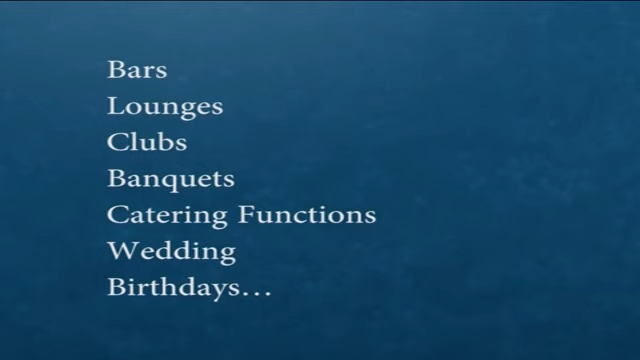 Bars
Lounges
Clubs
Banquets
Catering Functions
Wedding
Birthdays…